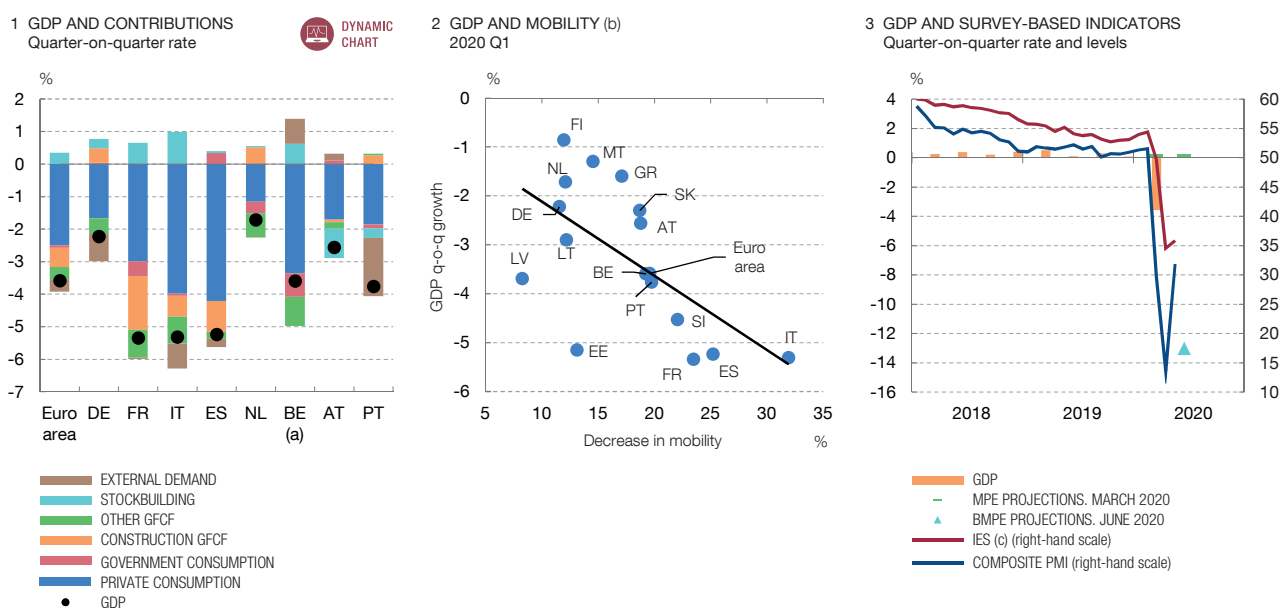 1 GDP AND CONTRIBUTIONS
Quarter-on-quarter rate
DYNAMIC
CHART
%
2
1
0
-1
-2
-3
-4
-5
-6
-7
Euro
area
DE
FR
IT
ES
NL
BE
(a)
AT
PT
EXTERNAL DEMAND
STOCKBUILDING
OTHER GFCF
CONSTRUCTION GFCF
GOVERNMENT CONSUMPTION
PRIVATE CONSUMPTION
GDP
2 GDP AND MOBILITY (b)
2020 Q1
%
GDP q-o-q growth
0
-1
-2
-3
-4
-5
-6
FI
MT
NL
GR
SK
DE
AT
LT
Euro
area
LV
BE
PT
SI
EE
IT
FR
ES
5
10
15
20
25
30
35
Decrease in mobility
%
3 GDP AND SURVEY-BASED INDICATORS
Quarter-on-quarter rate and levels
%
4
2
0
-2
-4
-6
-8
-10
-12
-14
-16
60
55
50
45
40
35
30
25
20
15
10
2018
2019
2020
GDP
MPE PROJECTIONS. MARCH 2020
BMPE PROJECTIONS. JUNE 2020
IES (c) (right-hand scale)
COMPOSITE PMI (right-hand scale)